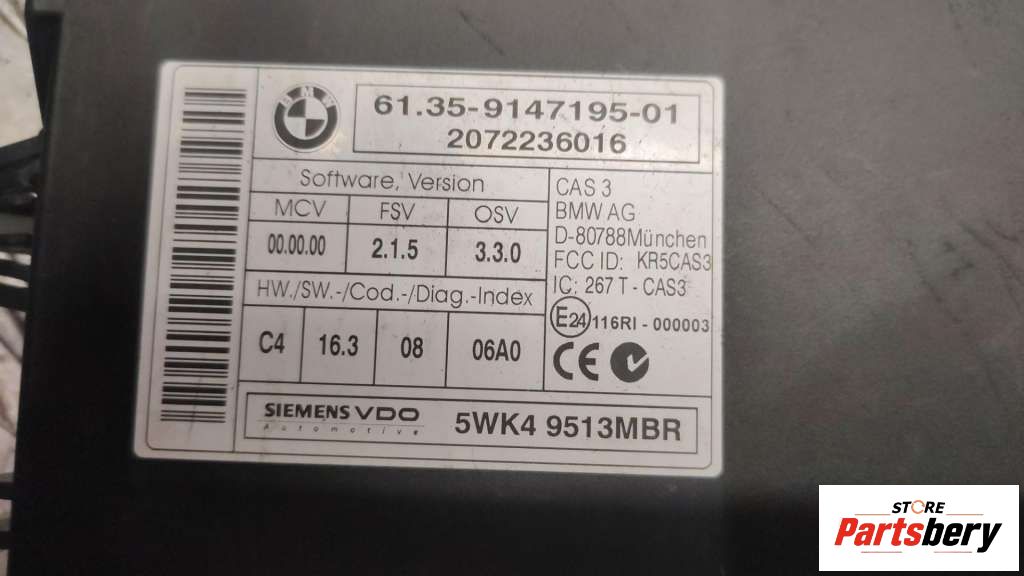 BMW
61.35-9147195-01
2072236016
Software, Version
MCV FSV OSV
00.00.00 2.1.5 3.3.0
HW./SW.-/Cod.-/Diag.-Index
C4 16.3 08 06A0
CAS 3
BMW AG
D-80788München
FCC ID: KR5CAS3
IC: 267 T - CAS3
E24 116RI - 000003
CE
SIEMENS VDO
Automotive
5WK4 9513MBR
STORE
Partsbery